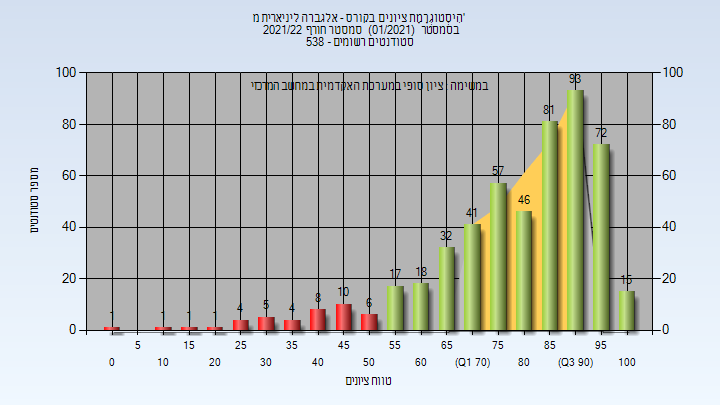 היסטוגרמת ציונים בקורס - אלגברה ליניארית מ'
בסמסטר (01/2021) סמסטר חורף 2021/22
סטודנטים רשומים - 538
במשימה : ציון סופי במערכת האקדמית במחשב המרכזי
100 100
80 80
60 60
40 40
20 20
0 0
מספר סטודנטים
1 1 1 1 4 5 4 8 10 6 17 18 32 41 57 46 81 93 72 15
5 15 25 35 45 55 65 75 85 95
0 10 20 30 40 50 60 (Q1 70) 80 (Q3 90) 100
טווח ציונים